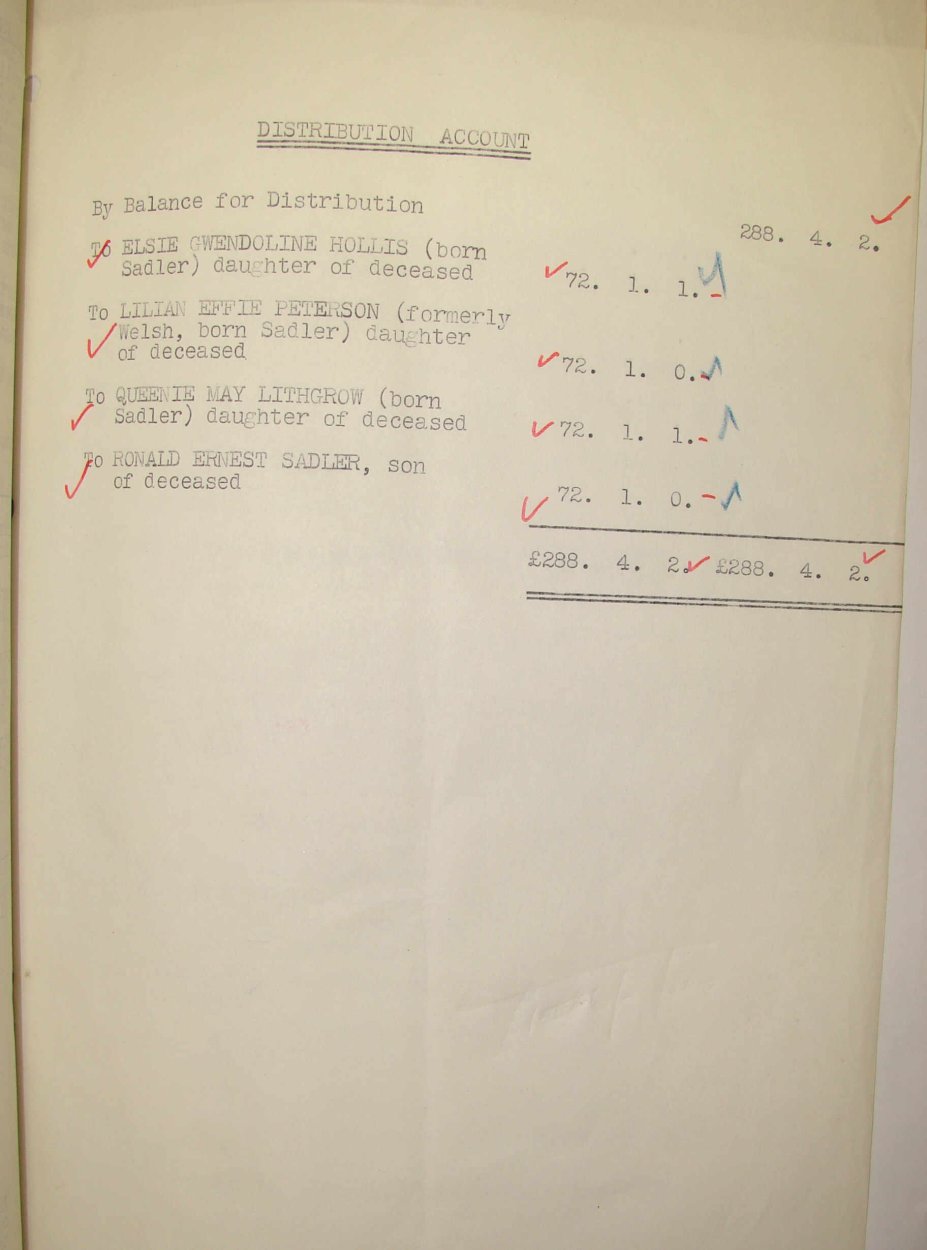 DISTRIBUTION ACCOUNT
By Balance for Distribution 288. 4. 2.
To ELSIE GWENDOLINE HOLLIS (born
Sadler) daughter of deceased 72. 1. 1.
To LILIAN EFFIE PETERSON (formerly
Welsh, born Sadler) daughter
of deceased 72. 1. 0.
To QUEENIE MAY LITHGROW (born
Sadler) daughter of deceased 72. 1. 1.
To RONALD ERNEST SADLER, son
of deceased 72. 1. 0.
£288. 4. 2. £288. 4. 2.